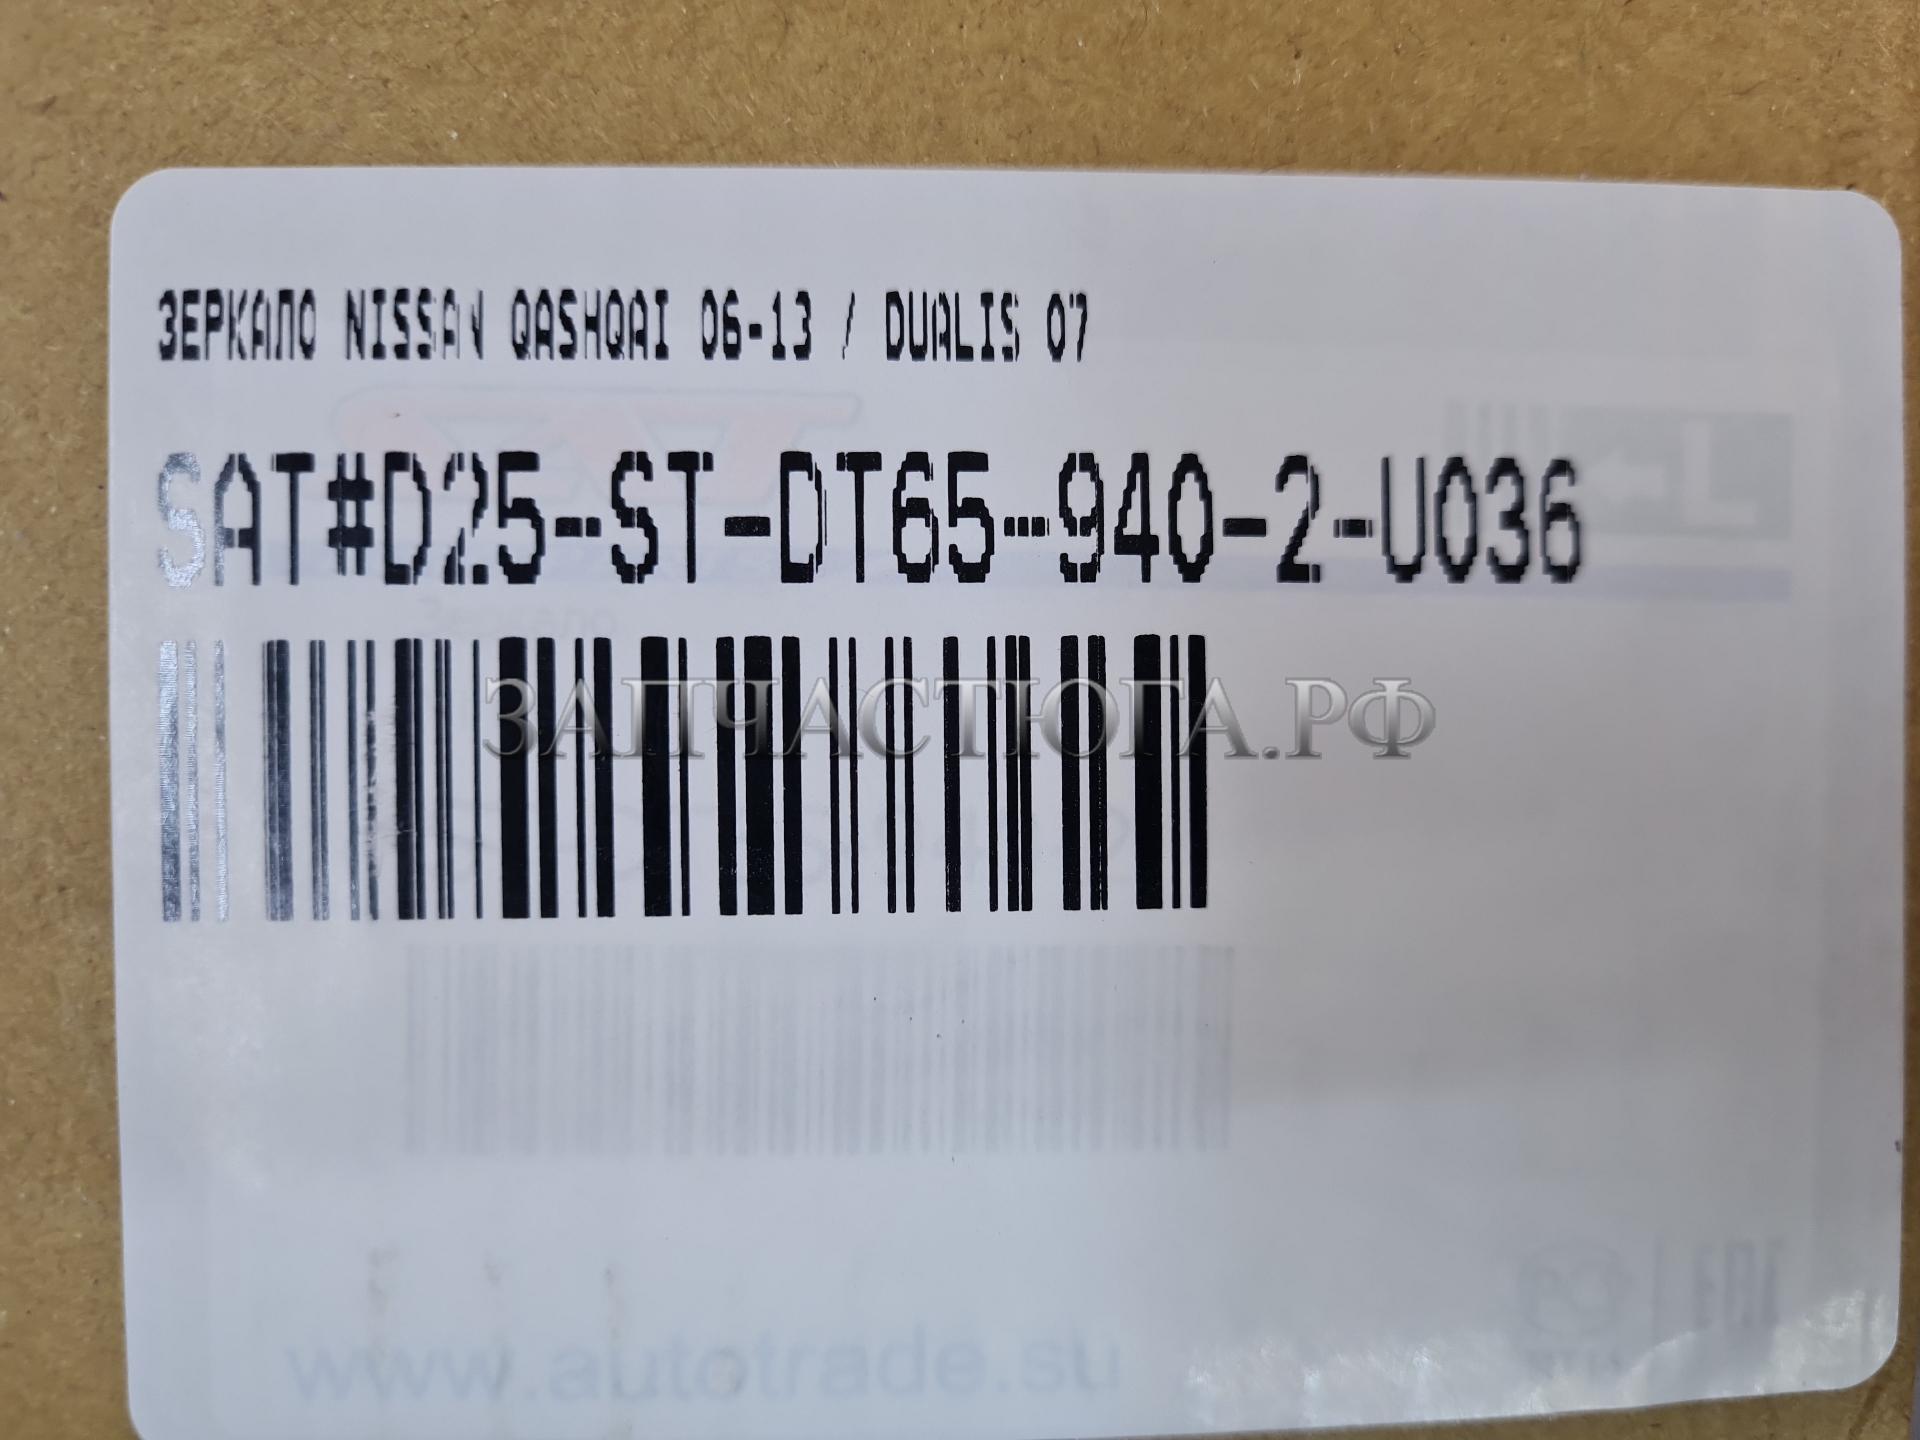 ЗЕРКАЛО NISSAN QASHQAI 06-13 / DUALIS 07
SAT#D25-ST-DT65-940-2-U036
ЗАПЧАСТЮГА.РФ
www.autotrade.su